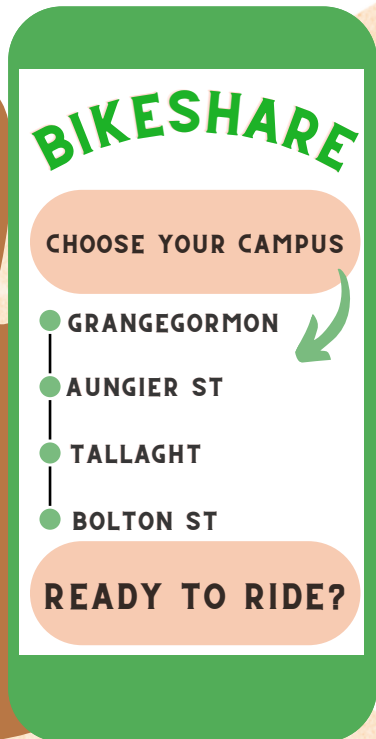 BIKESHARE
CHOOSE YOUR CAMPUS
GRANGEGORMON
AUNGIER ST
TALLAGHT
BOLTON ST
READY TO RIDE?